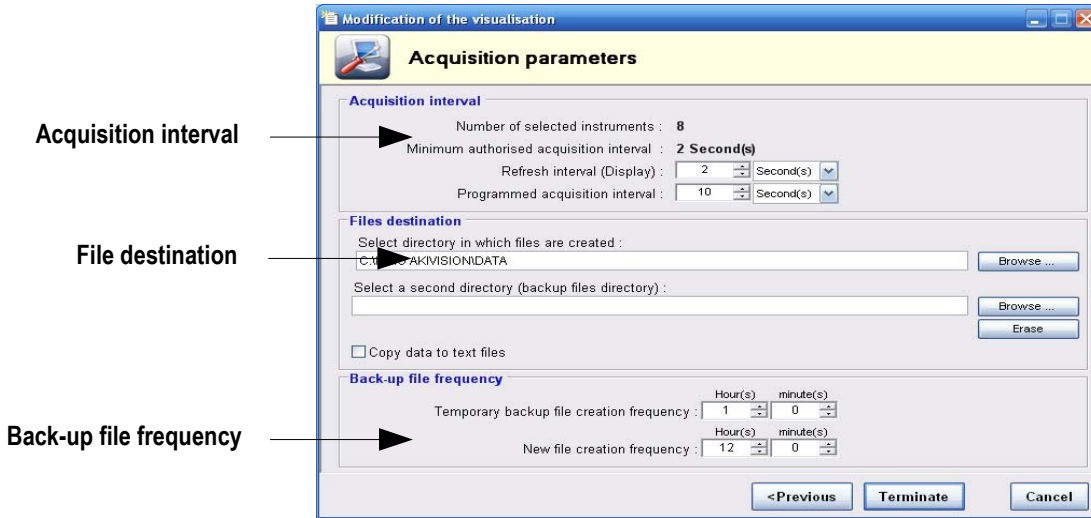 Modification of the visualisation
Acquisition parameters
Acquisition interval
Acquisition interval
Number of selected instruments : 8
Minimum authorised acquisition interval : 2 Second(s)
Refresh interval (Display) : 2 Second(s)
Programmed acquisition interval : 10 Second(s)
File destination
Files destination
Select directory in which files are created :
AKIVISION\DATA Browse ...
Select a second directory (backup files directory) :
Browse ...
Erase
Copy data to text files
Back-up file frequency
Back-up file frequency
Hour(s) minute(s)
Temporary backup file creation frequency : 1 0
Hour(s) minute(s)
New file creation frequency : 12 0
<Previous Terminate Cancel